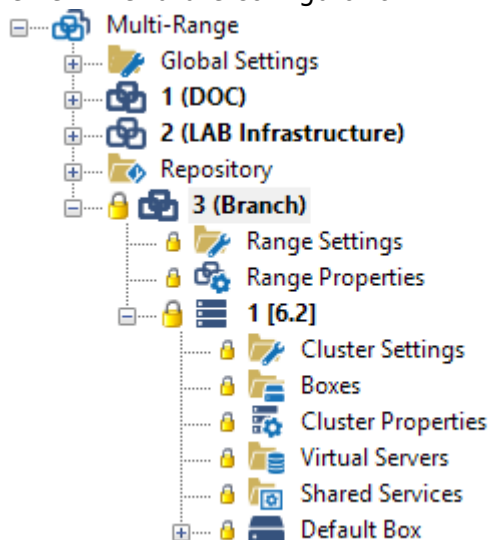 Multi-Range
Global Settings
1 (DOC)
2 (LAB Infrastructure)
Repository
3 (Branch)
Range Settings
Range Properties
1 [6.2]
Cluster Settings
Boxes
Cluster Properties
Virtual Servers
Shared Services
Default Box